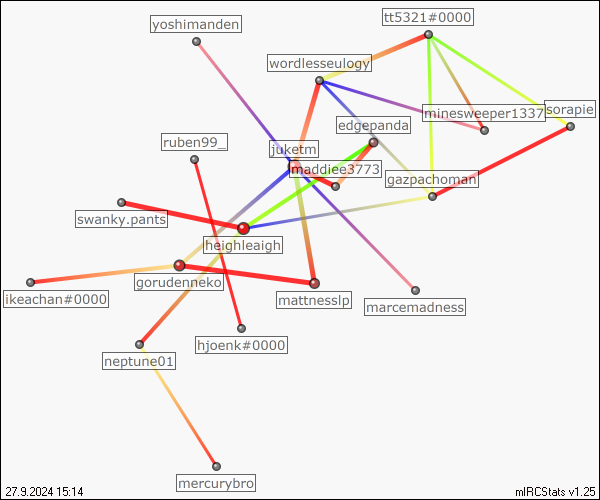 tt5321#0000
yoshimanden
wordlesseulogy
minesweeper1337
sorapie
edgepanda
ruben99_
juketm
maddiee3773
gazpachoman
swanky.pants
heighleaigh
gorudenneko
ikeachan#0000
mattnesslp
marcemadness
hjoenk#0000
neptune01
mercurybro
27.9.2024 15:14
mIRCStats v1.25